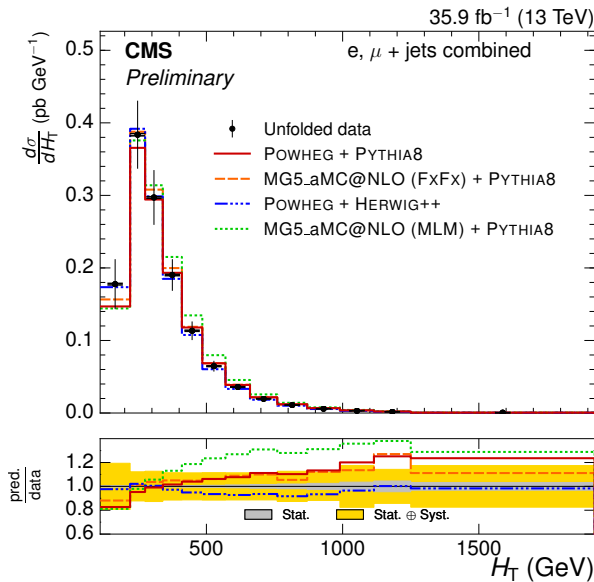 35.9 fb⁻¹ (13 TeV)
CMS
Preliminary
e, μ + jets combined
dσ/dH_T (pb GeV⁻¹)
0.5
0.4
0.3
0.2
0.1
0.0
Unfolded data
POWHEG + PYTHIA8
MG5_aMC@NLO (FXFX) + PYTHIA8
POWHEG + HERWIG++
MG5_aMC@NLO (MLM) + PYTHIA8
pred./data
1.2
1.0
0.8
0.6
Stat.
Stat. ⊕ Syst.
500 1000 1500
H_T (GeV)